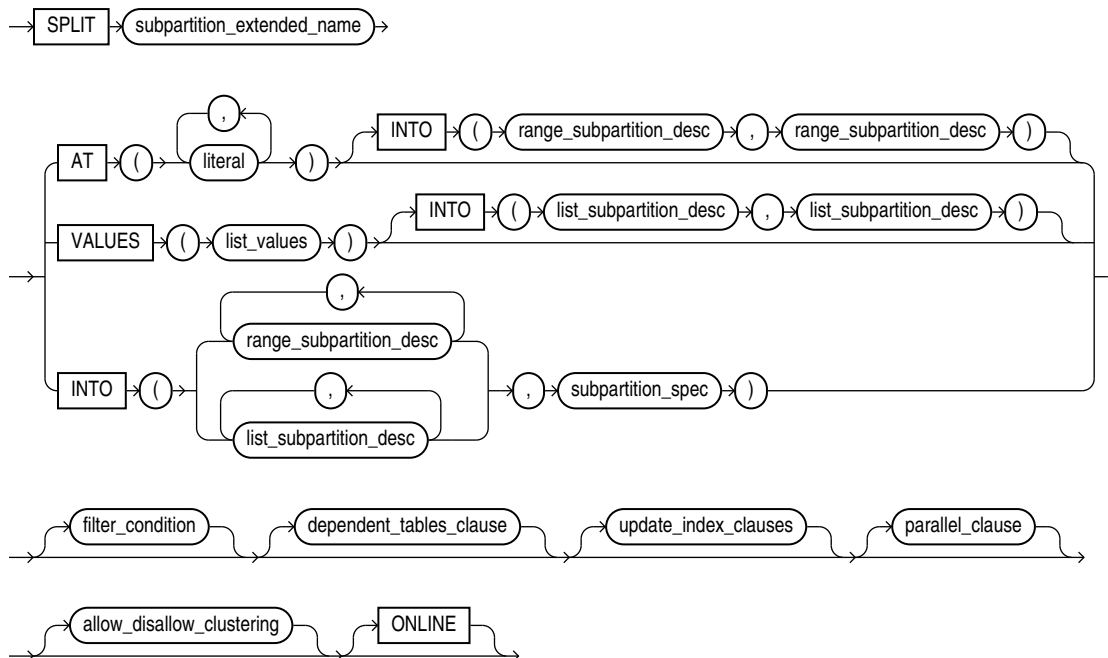 SPLIT subpartition_extended_name
,
INTO ( range_subpartition_desc , range_subpartition_desc )
AT ( literal )
INTO ( list_subpartition_desc , list_subpartition_desc )
VALUES ( list_values )
,
range_subpartition_desc
,
INTO ( , subpartition_spec )
list_subpartition_desc
filter_condition dependent_tables_clause update_index_clauses parallel_clause
allow_disallow_clustering ONLINE